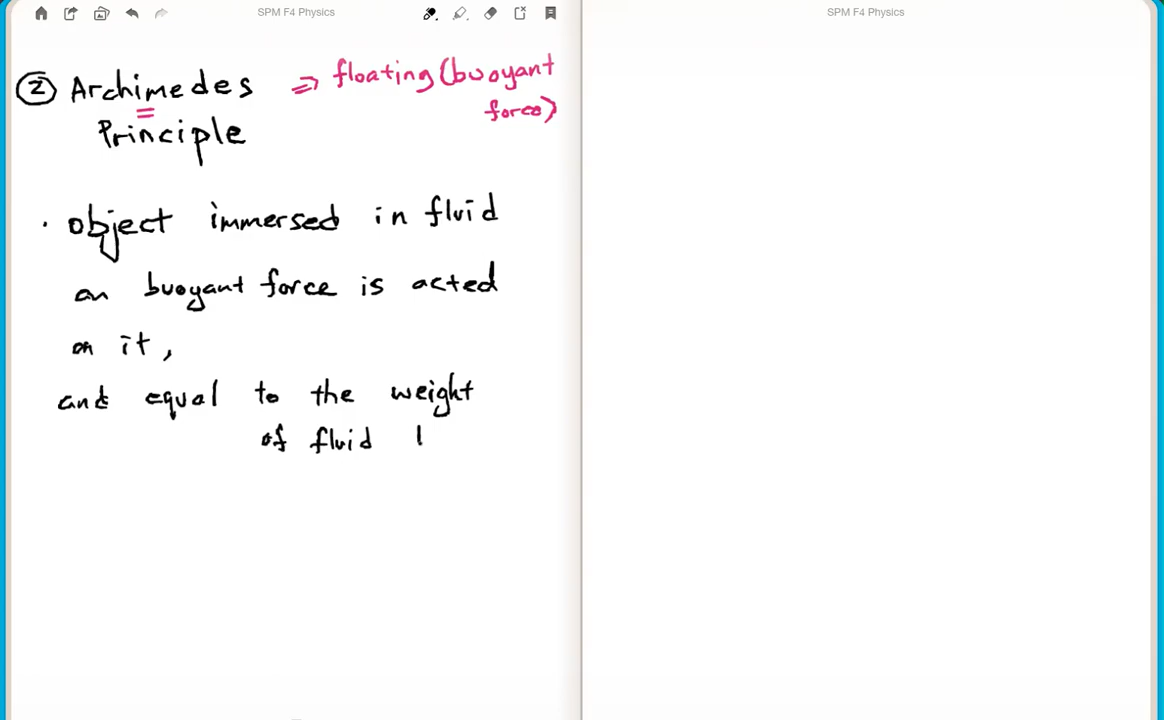 SPM F4 Physics
SPM F4 Physics
② Archimedes ⇒ floating (buoyant
force)
Principle
· object immersed in fluid
an buoyant force is acted
on it,
and equal to the weight
of fluid